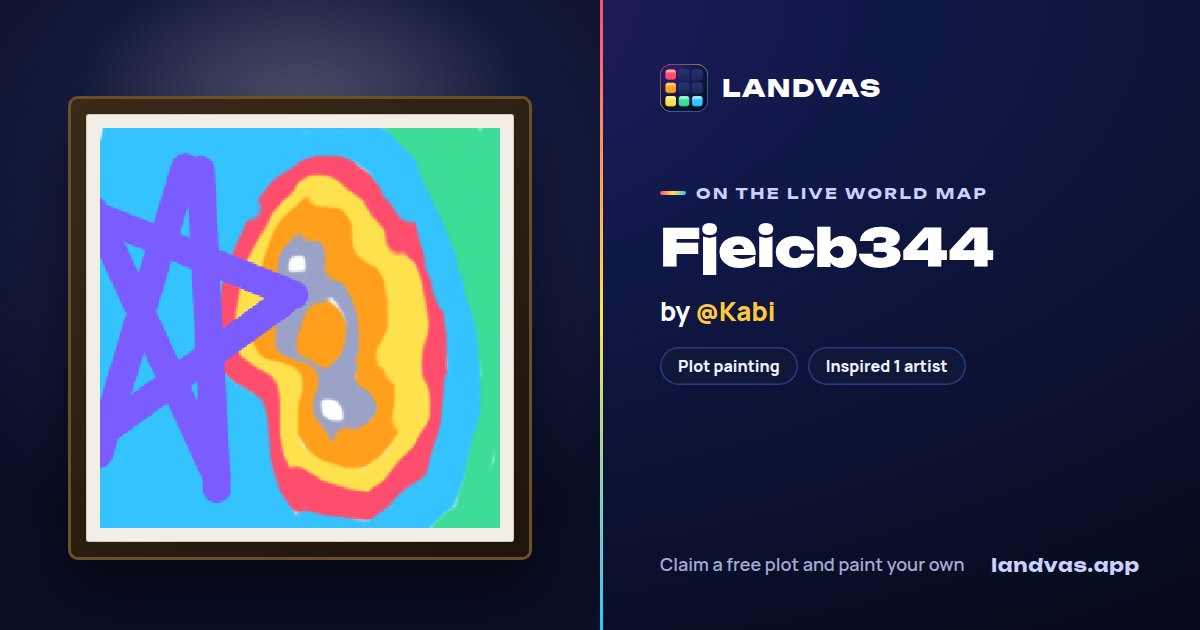 LANDVAS
ON THE LIVE WORLD MAP
Fjeicb344
by @Kabi
Plot painting
Inspired 1 artist
Claim a free plot and paint your own
landvas.app